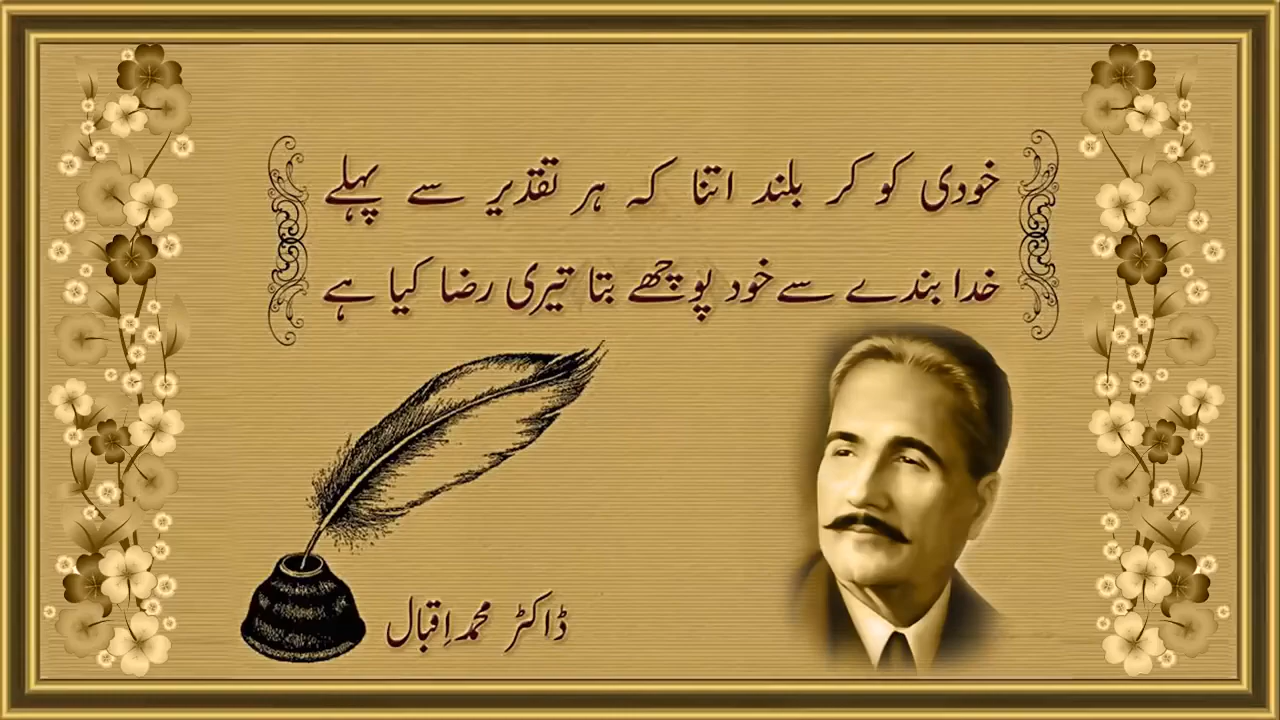 خودی کو کر بلند اتنا کہ ہر تقدیر سے پہلے
خدا بندے سے خود پوچھے بتا تیری رضا کیا ہے
ڈاکٹر محمد اِقبال